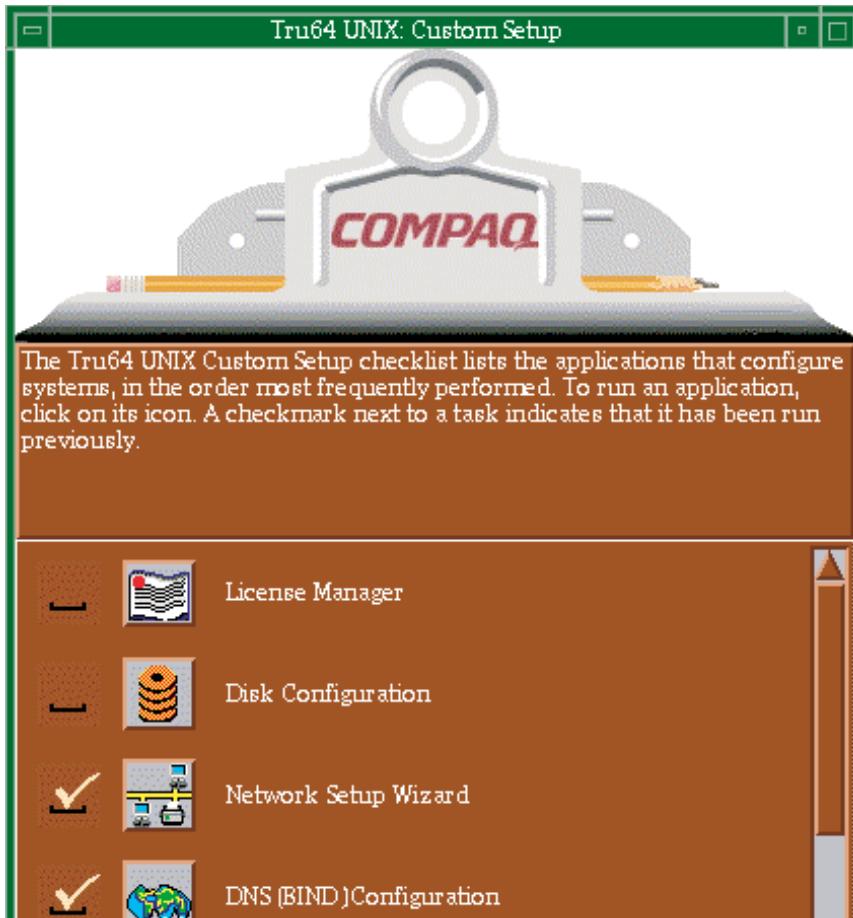 Tru64 UNIX: Custom Setup
COMPAQ
The Tru64 UNIX Custom Setup checklist lists the applications that configure
systems, in the order most frequently performed. To run an application,
click on its icon. A checkmark next to a task indicates that it has been run
previously.
License Manager
Disk Configuration
Network Setup Wizard
DNS (BIND )Configuration